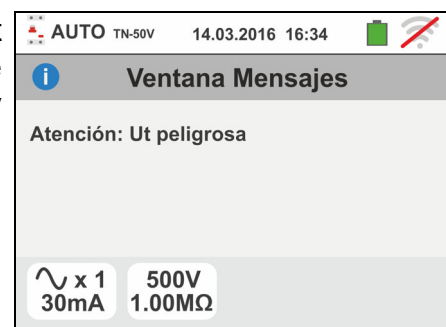 AUTO TN-50V 14.03.2016 16:34
i Ventana Mensajes
Atención: Ut peligrosa
x 1 500V
30mA 1.00MΩ